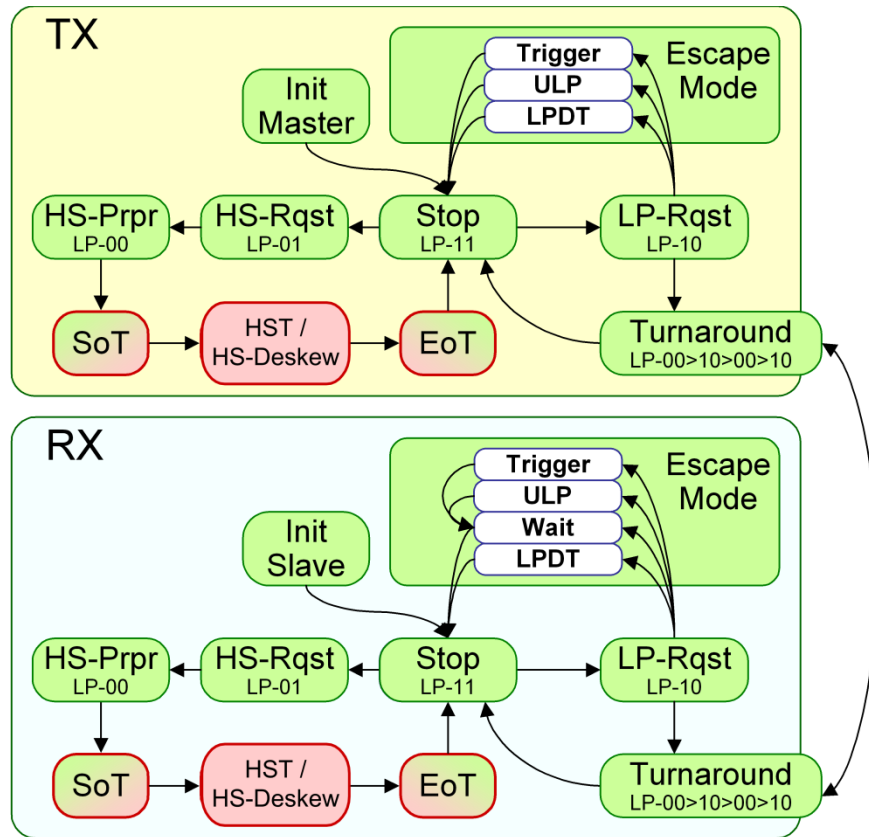 TX
Trigger
ULP
LPDT
Escape
Mode
Init
Master
HS-Prpr
LP-00
HS-Rqst
LP-01
Stop
LP-11
LP-Rqst
LP-10
SoT
HST /
HS-Deskew
EoT
Turnaround
LP-00>10>00>10
RX
Trigger
ULP
Wait
LPDT
Escape
Mode
Init
Slave
HS-Prpr
LP-00
HS-Rqst
LP-01
Stop
LP-11
LP-Rqst
LP-10
SoT
HST /
HS-Deskew
EoT
Turnaround
LP-00>10>00>10